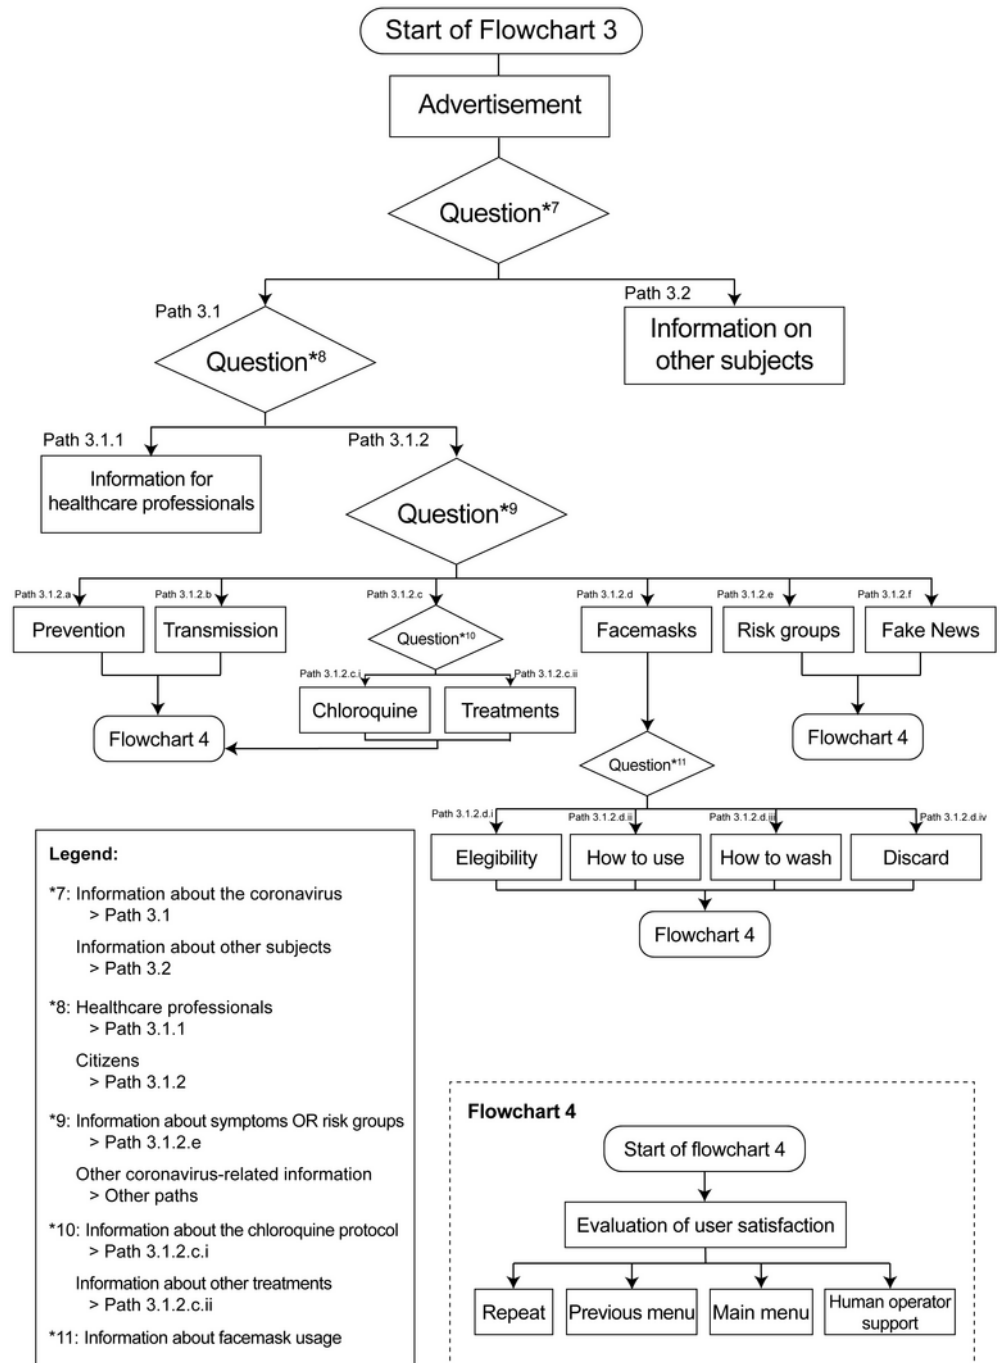 Start of Flowchart 3
Advertisement
Question*7
Path 3.1
Path 3.2
Question*8
Information on
other subjects
Path 3.1.1
Path 3.1.2
Information for
healthcare professionals
Question*9
Path 3.1.2.a
Path 3.1.2.b
Path 3.1.2.c
Path 3.1.2.d
Path 3.1.2.e
Path 3.1.2.f
Prevention
Transmission
Question*10
Facemasks
Risk groups
Fake News
Path 3.1.2.c.i
Path 3.1.2.c.ii
Chloroquine
Treatments
Flowchart 4
Flowchart 4
Question*11
Path 3.1.2.d.i
Path 3.1.2.d.ii
Path 3.1.2.d.iii
Path 3.1.2.d.iv
Elegibility
How to use
How to wash
Discard
Flowchart 4
Legend:
*7: Information about the coronavirus
> Path 3.1
Information about other subjects
> Path 3.2
*8: Healthcare professionals
> Path 3.1.1
Citizens
> Path 3.1.2
*9: Information about symptoms OR risk groups
> Path 3.1.2.e
Other coronavirus-related information
> Other paths
*10: Information about the chloroquine protocol
> Path 3.1.2.c.i
Information about other treatments
> Path 3.1.2.c.ii
*11: Information about facemask usage
Flowchart 4
Start of flowchart 4
Evaluation of user satisfaction
Repeat
Previous menu
Main menu
Human operator
support